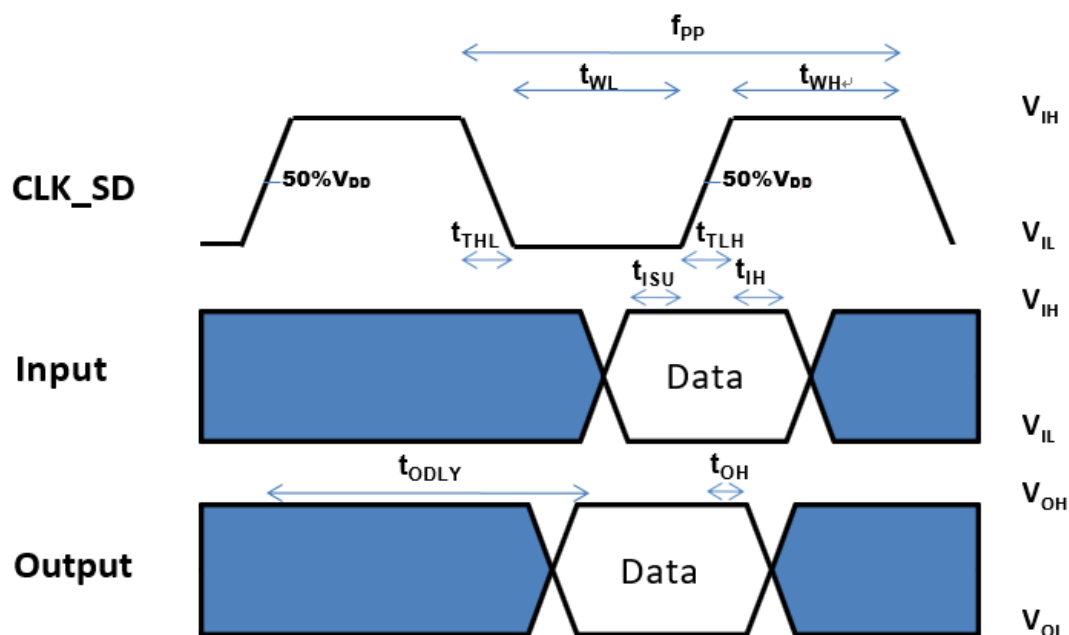 fPP
tWL
tWH↵
VIH
CLK_SD
50%VDD
50%VDD
VIL
tTHL
tTLH
tISU
tIH
VIH
Input
Data
VIL
tODLY
tOH
VOH
Output
Data
VOL